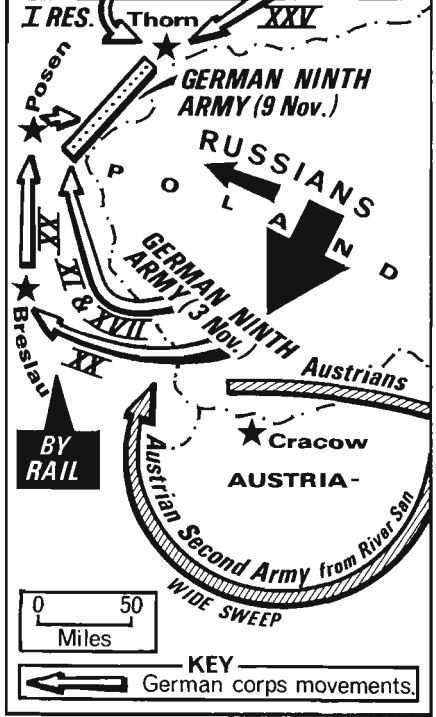 I RES.
Thorn
XXV
Posen
GERMAN NINTH
ARMY (9 Nov.)
RUSSIANS
POLAND
XX
XI & XVII
GERMAN NINTH
ARMY (3 Nov.)
XX
Breslau
Austrians
BY
RAIL
Cracow
AUSTRIA-
Austrian Second Army from River San
WIDE SWEEP
0 50
Miles
KEY
German corps movements.